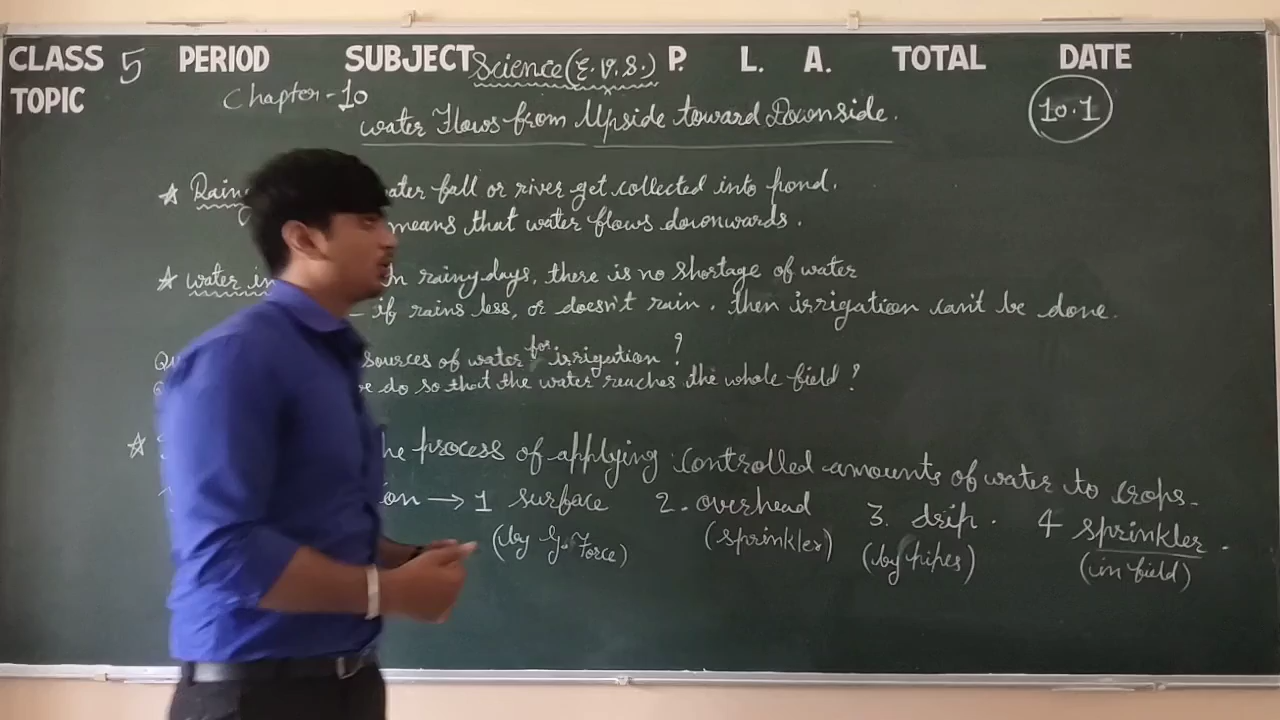 CLASS 5 PERIOD SUBJECT Science (E.V.S.) P. L. A. TOTAL DATE
TOPIC Chapter-10
water Flows from Upside toward Downside. 10.1
☆ Rain water fall or river get collected into pond.
means that water flows downwards.
☆ water in In rainy days, there is no shortage of water
– if rains less, or doesn't rain. then irrigation can't be done.
sources of water for irrigation?
we do so that the water reaches the whole field?
☆ the process of applying controlled amounts of water to crops-
ion → 1 surface 2. overhead 3. drip. 4 sprinkler.
(by G. Force) (sprinkler) (by pipes) (in field)